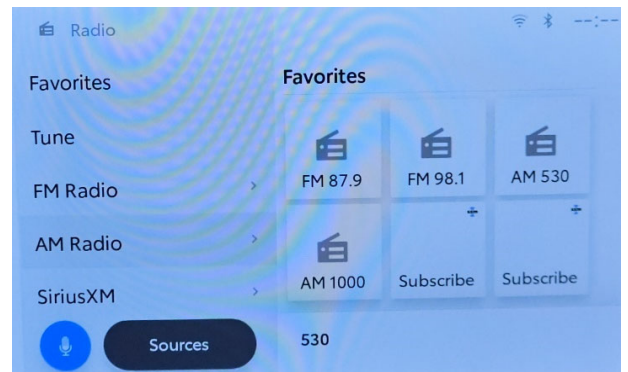 Radio
--:--
Favorites
Tune
FM Radio
AM Radio
SiriusXM
Sources
Favorites
FM 87.9
FM 98.1
AM 530
AM 1000
Subscribe
Subscribe
530